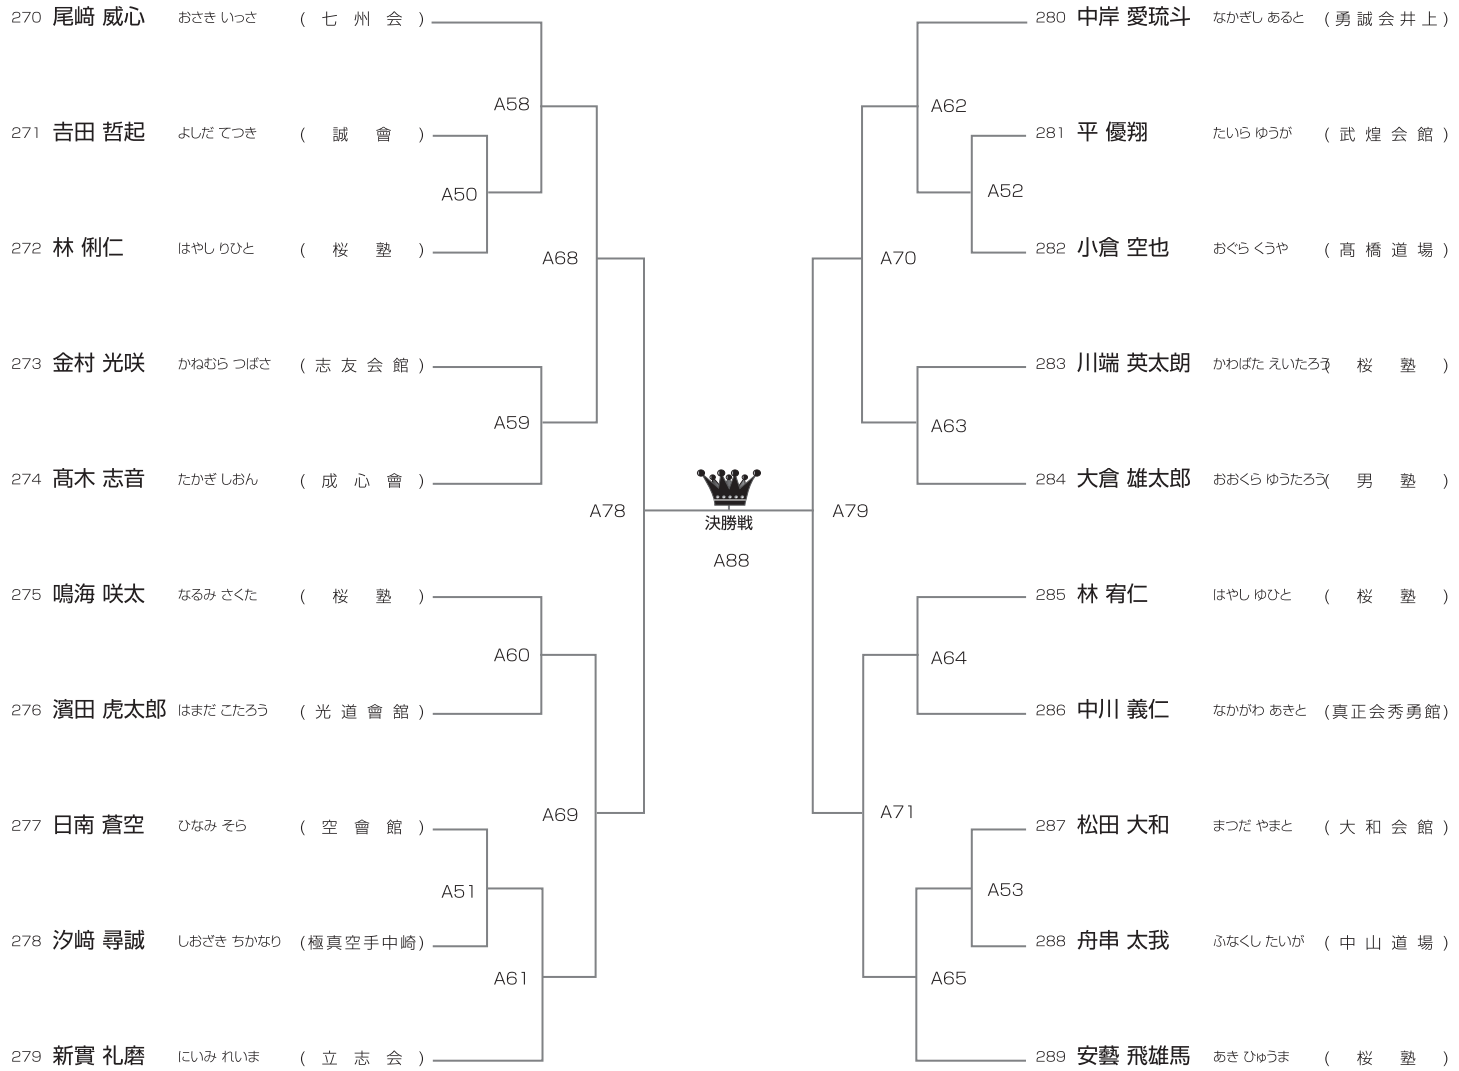 270 尾﨑 威心 おさき いっさ ( 七 州 会 )
A58
271 吉田 哲起 よしだ てつき ( 誠 會 )
A50
272 林 俐仁 はやし りひと ( 桜 塾 )
A68
273 金村 光咲 かねむら つばさ ( 志 友 会 館 )
A59
274 髙木 志音 たかぎ しおん ( 成 心 會 )
A78
275 鳴海 咲太 なるみ さくた ( 桜 塾 )
A60
276 濱田 虎太郎 はまだ こたろう ( 光 道 會 舘 )
A69
277 日南 蒼空 ひなみ そら ( 空 會 館 )
A51
278 汐﨑 尋誠 しおざき ちかなり (極真空手中崎)
A61
279 新實 礼磨 にいみ れいま ( 立 志 会 )
決勝戦
A88
280 中岸 愛琉斗 なかぎし あると ( 勇 誠 会 井 上 )
A62
281 平 優翔 たいら ゆうが ( 武 煌 会 館 )
A52
282 小倉 空也 おぐら くうや ( 髙 橋 道 場 )
A70
283 川端 英太朗 かわばた えいたろう ( 桜 塾 )
A63
284 大倉 雄太郎 おおくら ゆうたろう ( 男 塾 )
A79
285 林 宥仁 はやし ゆひと ( 桜 塾 )
A64
286 中川 義仁 なかがわ あきと (真正会秀勇館)
A71
287 松田 大和 まつだ やまと ( 大 和 会 館 )
A53
288 舟串 太我 ふなくし たいが ( 中 山 道 場 )
A65
289 安藝 飛雄馬 あき ひゅうま ( 桜 塾 )